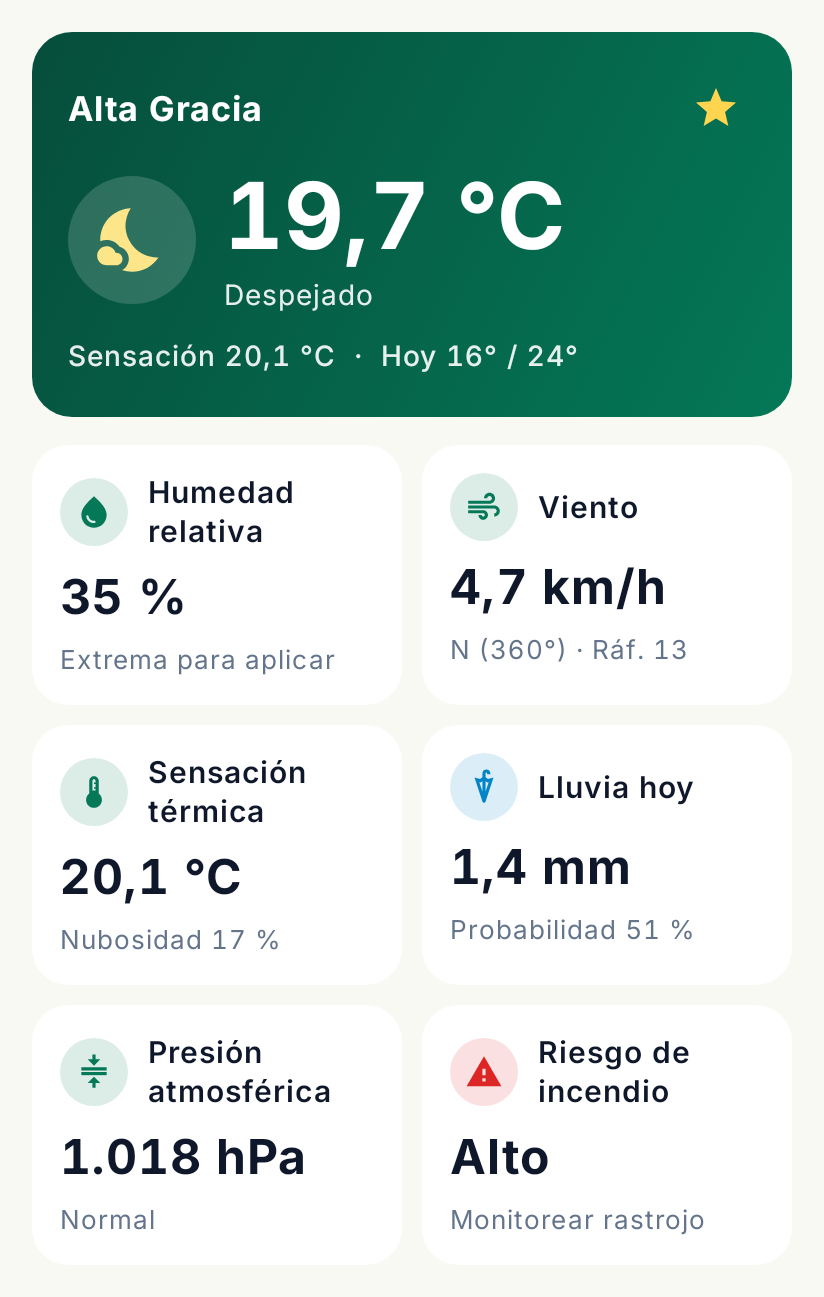 Alta Gracia
19,7 °C
Despejado
Sensación 20,1 °C · Hoy 16° / 24°
Humedad
relativa
35 %
Extrema para aplicar
Viento
4,7 km/h
N (360°) · Ráf. 13
Sensación
térmica
20,1 °C
Nubosidad 17 %
Lluvia hoy
1,4 mm
Probabilidad 51 %
Presión
atmosférica
1.018 hPa
Normal
Riesgo de
incendio
Alto
Monitorear rastrojo